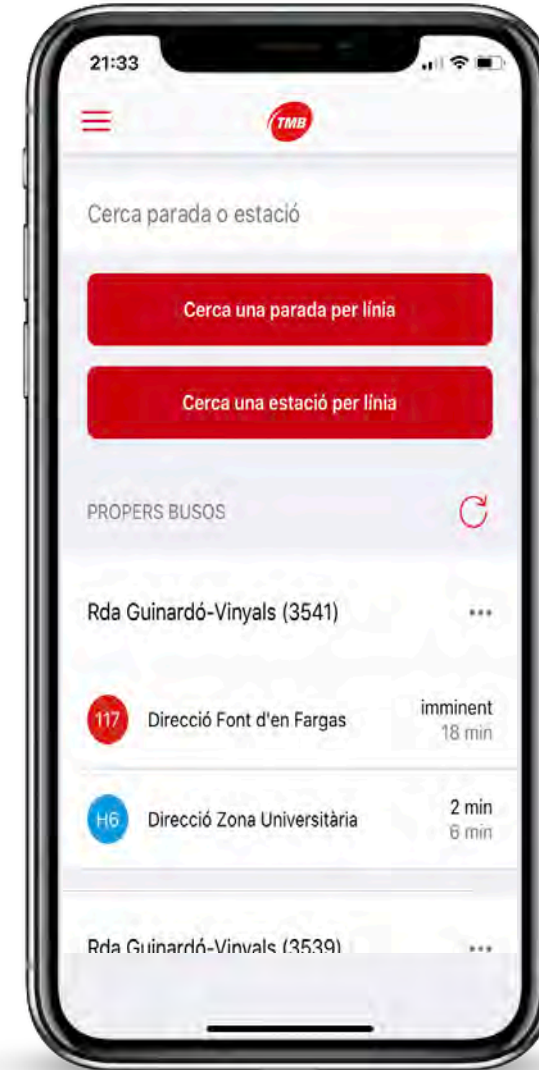 21:33
TMB
Cerca parada o estació
Cerca una parada per línia
Cerca una estació per línia
PROPERS BUSOS
Rda Guinardó-Vinyals (3541)
117 Direcció Font d'en Fargas imminent
18 min
H6 Direcció Zona Universitària 2 min
6 min
Rda Guinardó-Vinyals (3539)